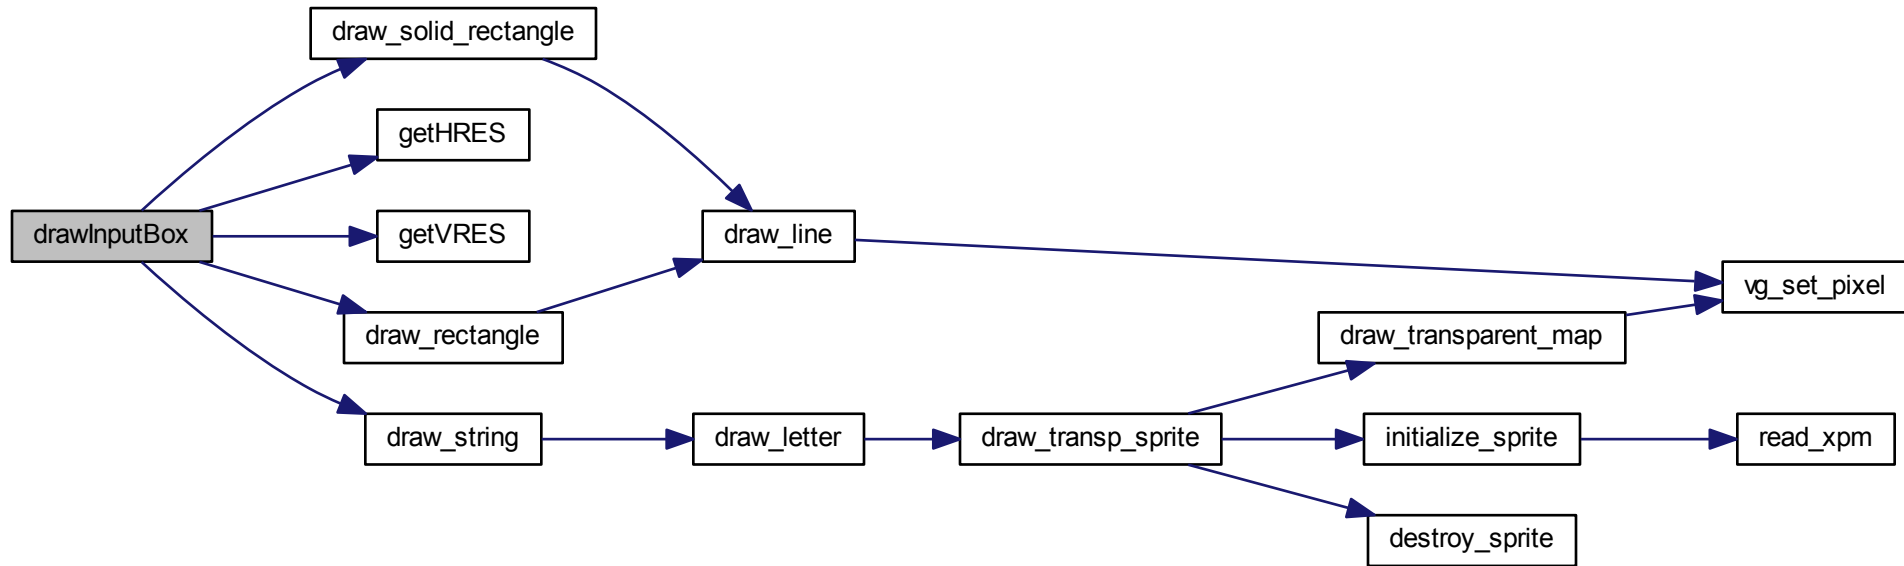 draw_solid_rectangle
getHRES
drawInputBox
getVRES
draw_line
vg_set_pixel
draw_rectangle
draw_transparent_map
draw_string
draw_letter
draw_transp_sprite
initialize_sprite
read_xpm
destroy_sprite